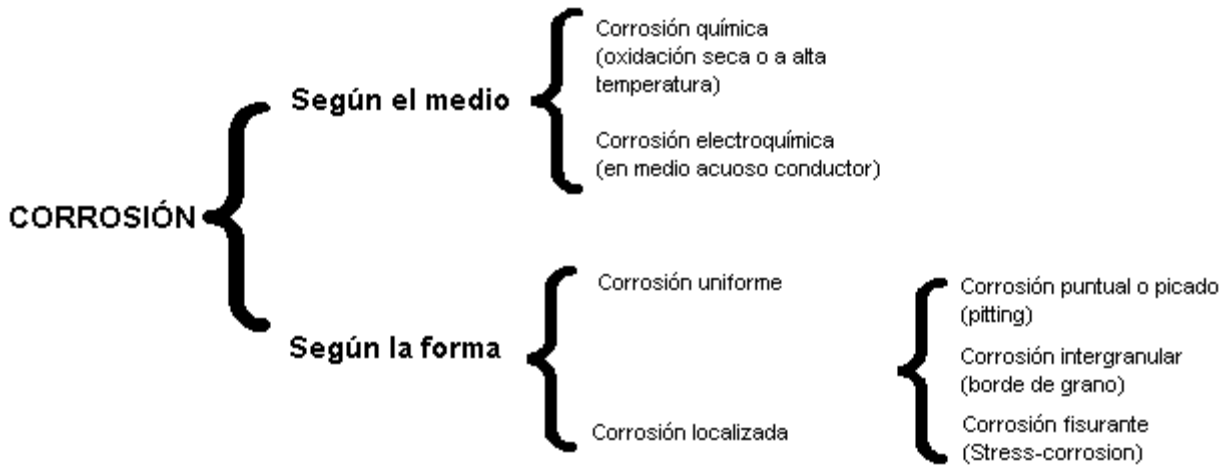 CORROSIÓN
Según el medio
Corrosión química
(oxidación seca o a alta
temperatura)
Corrosión electroquímica
(en medio acuoso conductor)
Según la forma
Corrosión uniforme
Corrosión localizada
Corrosión puntual o picado
(pitting)
Corrosión intergranular
(borde de grano)
Corrosión fisurante
(Stress-corrosion)